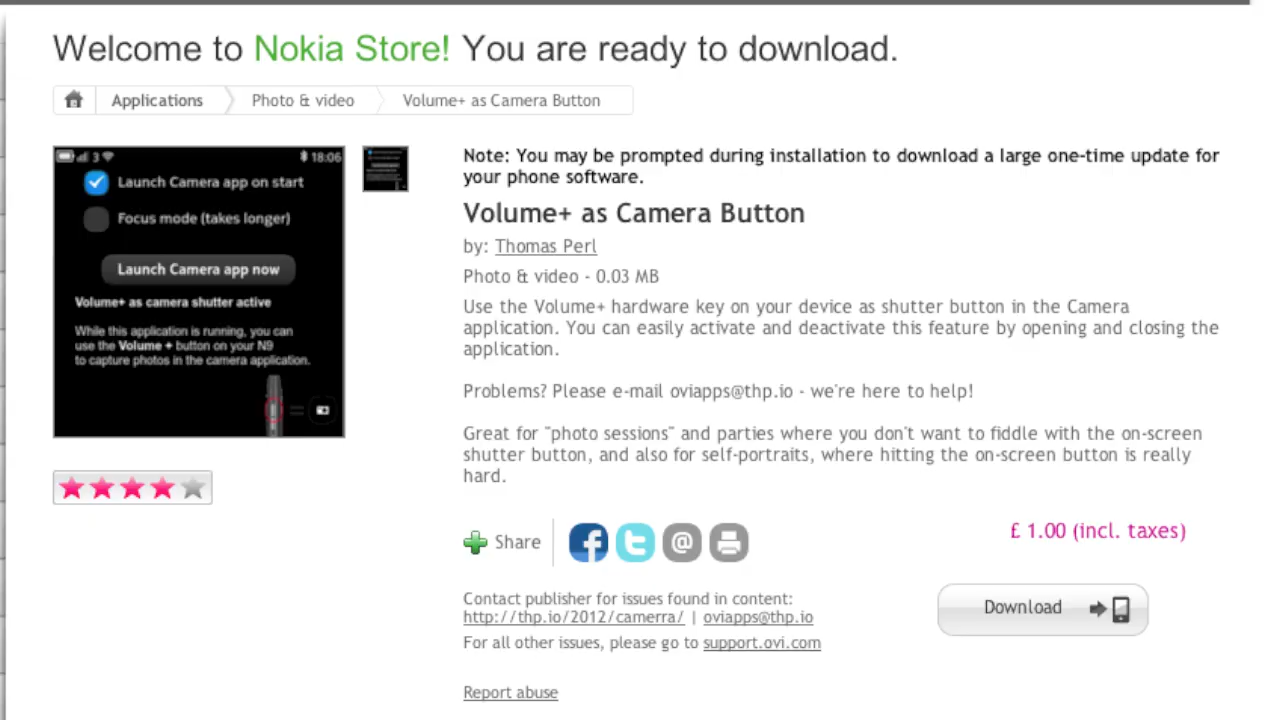 Welcome to Nokia Store! You are ready to download.
Applications
Photo & video
Volume+ as Camera Button
3
18:06
Launch Camera app on start
Focus mode (takes longer)
Launch Camera app now
Volume+ as camera shutter active
While this application is running, you can
use the Volume + button on your N9
to capture photos in the camera application.
=
Note: You may be prompted during installation to download a large one-time update for
your phone software.
Volume+ as Camera Button
by: Thomas Perl
Photo & video - 0.03 MB
Use the Volume+ hardware key on your device as shutter button in the Camera
application. You can easily activate and deactivate this feature by opening and closing the
application.
Problems? Please e-mail oviapps@thp.io - we're here to help!
Great for "photo sessions" and parties where you don't want to fiddle with the on-screen
shutter button, and also for self-portraits, where hitting the on-screen button is really
hard.
Share
f
t
@
£ 1.00 (incl. taxes)
Contact publisher for issues found in content:
http://thp.io/2012/camerra/ | oviapps@thp.io
For all other issues, please go to support.ovi.com
Download
Report abuse